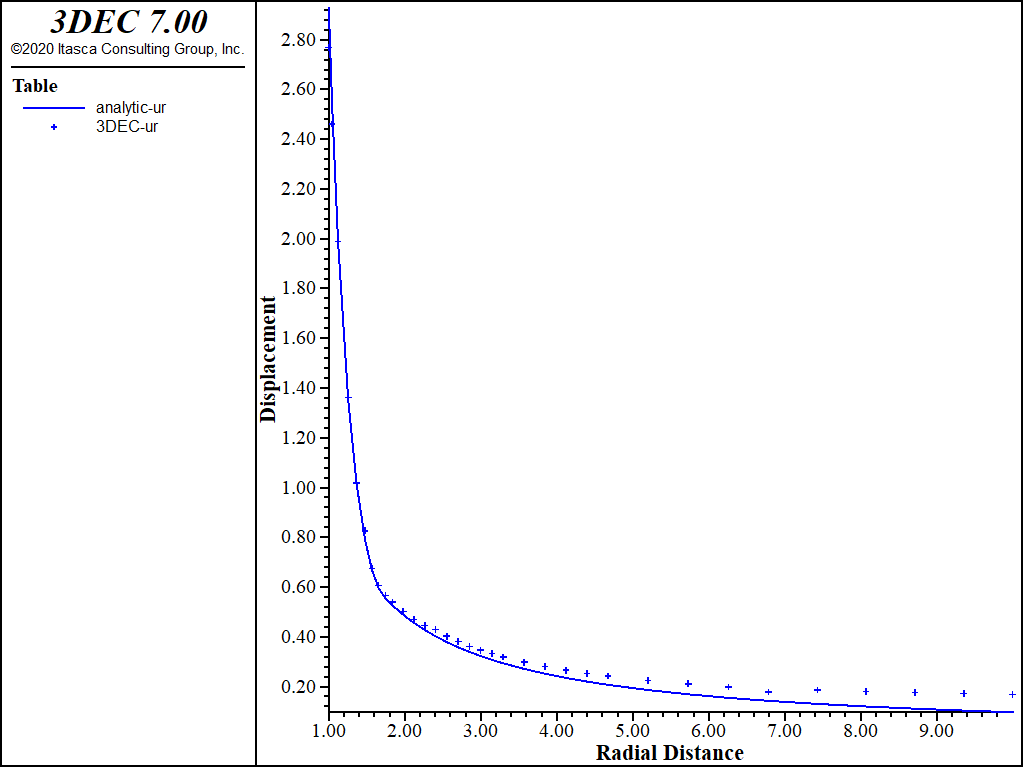 3DEC 7.00
©2020 Itasca Consulting Group, Inc.
Table
analytic-ur
3DEC-ur
Displacement
2.80
2.60
2.40
2.20
2.00
1.80
1.60
1.40
1.20
1.00
0.80
0.60
0.40
0.20
1.00 2.00 3.00 4.00 5.00 6.00 7.00 8.00 9.00
Radial Distance